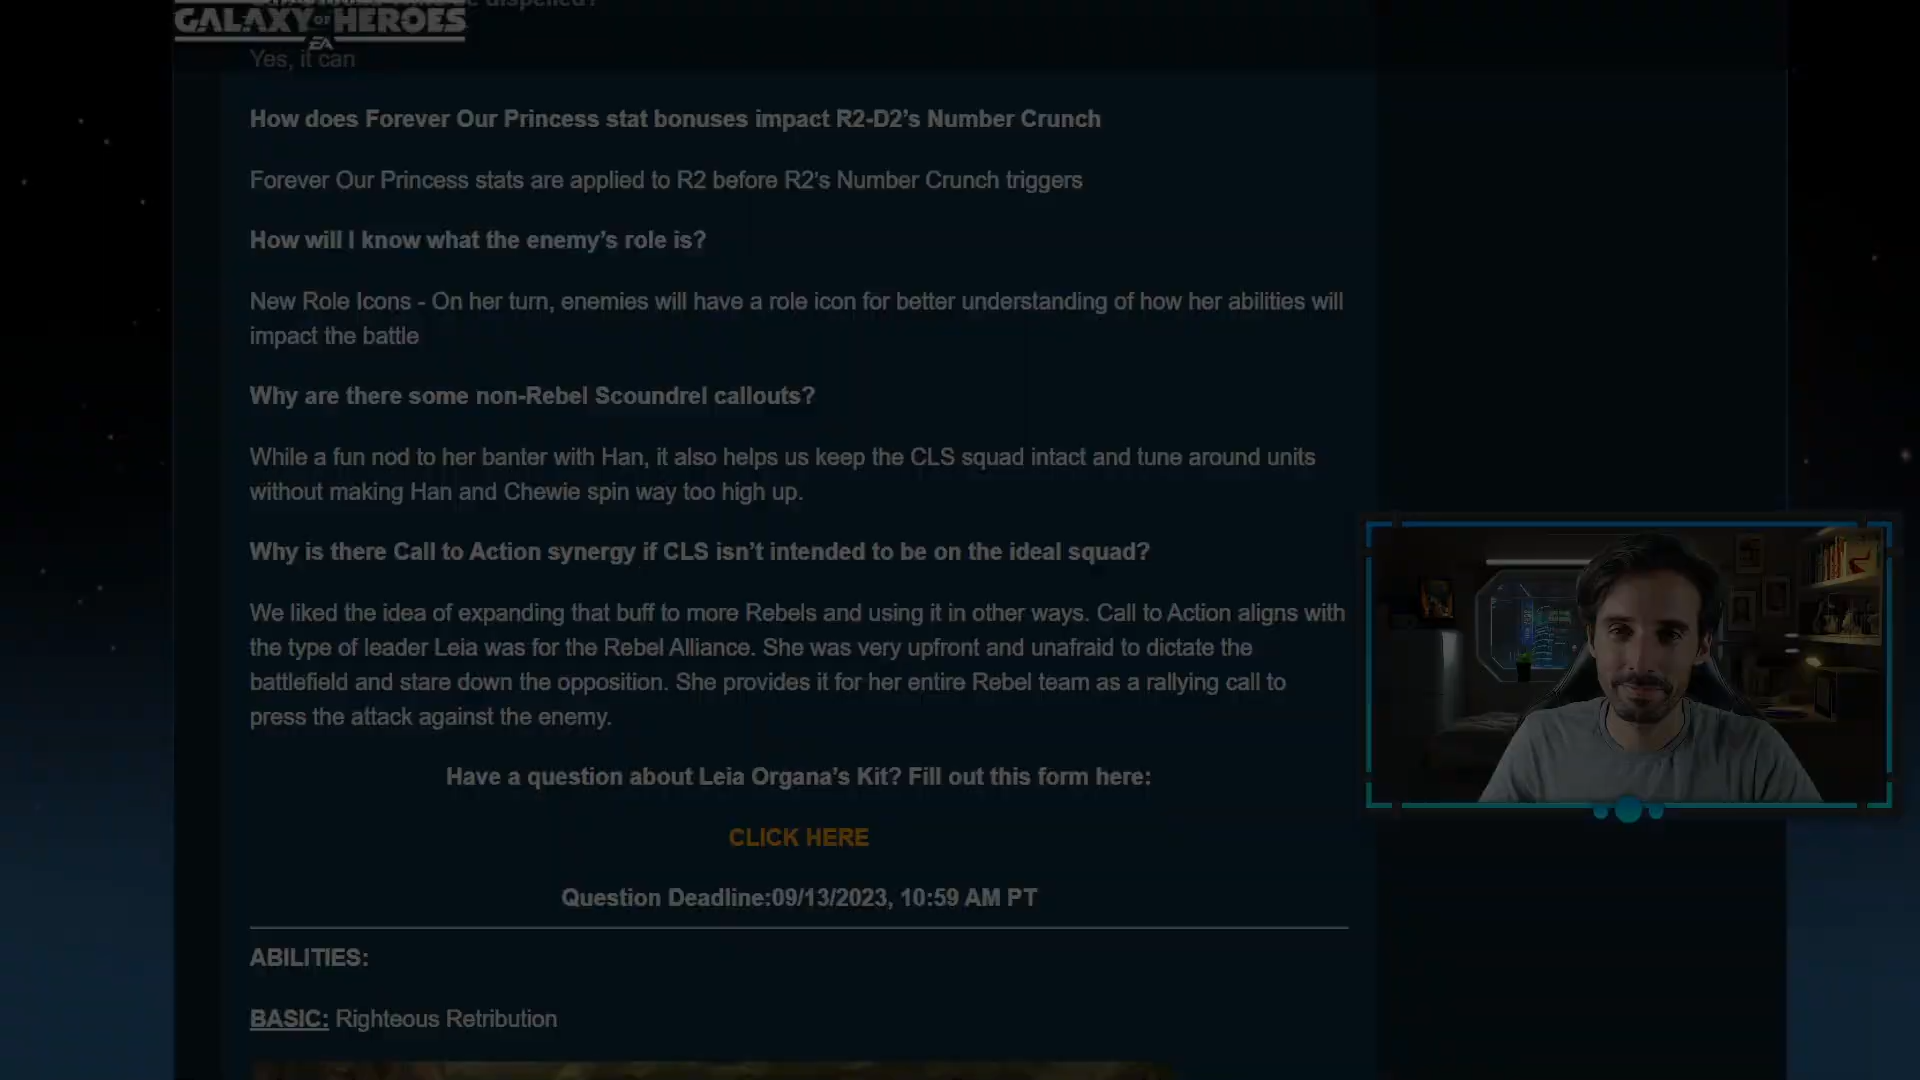 be dispelled?
GALAXY OF HEROES
EA
Yes, it can
How does Forever Our Princess stat bonuses impact R2-D2’s Number Crunch
Forever Our Princess stats are applied to R2 before R2’s Number Crunch triggers
How will I know what the enemy’s role is?
New Role Icons - On her turn, enemies will have a role icon for better understanding of how her abilities will
impact the battle
Why are there some non-Rebel Scoundrel callouts?
While a fun nod to her banter with Han, it also helps us keep the CLS squad intact and tune around units
without making Han and Chewie spin way too high up.
Why is there Call to Action synergy if CLS isn’t intended to be on the ideal squad?
We liked the idea of expanding that buff to more Rebels and using it in other ways. Call to Action aligns with
the type of leader Leia was for the Rebel Alliance. She was very upfront and unafraid to dictate the
battlefield and stare down the opposition. She provides it for her entire Rebel team as a rallying call to
press the attack against the enemy.
Have a question about Leia Organa’s Kit? Fill out this form here:
CLICK HERE
Question Deadline:09/13/2023, 10:59 AM PT
ABILITIES:
BASIC: Righteous Retribution